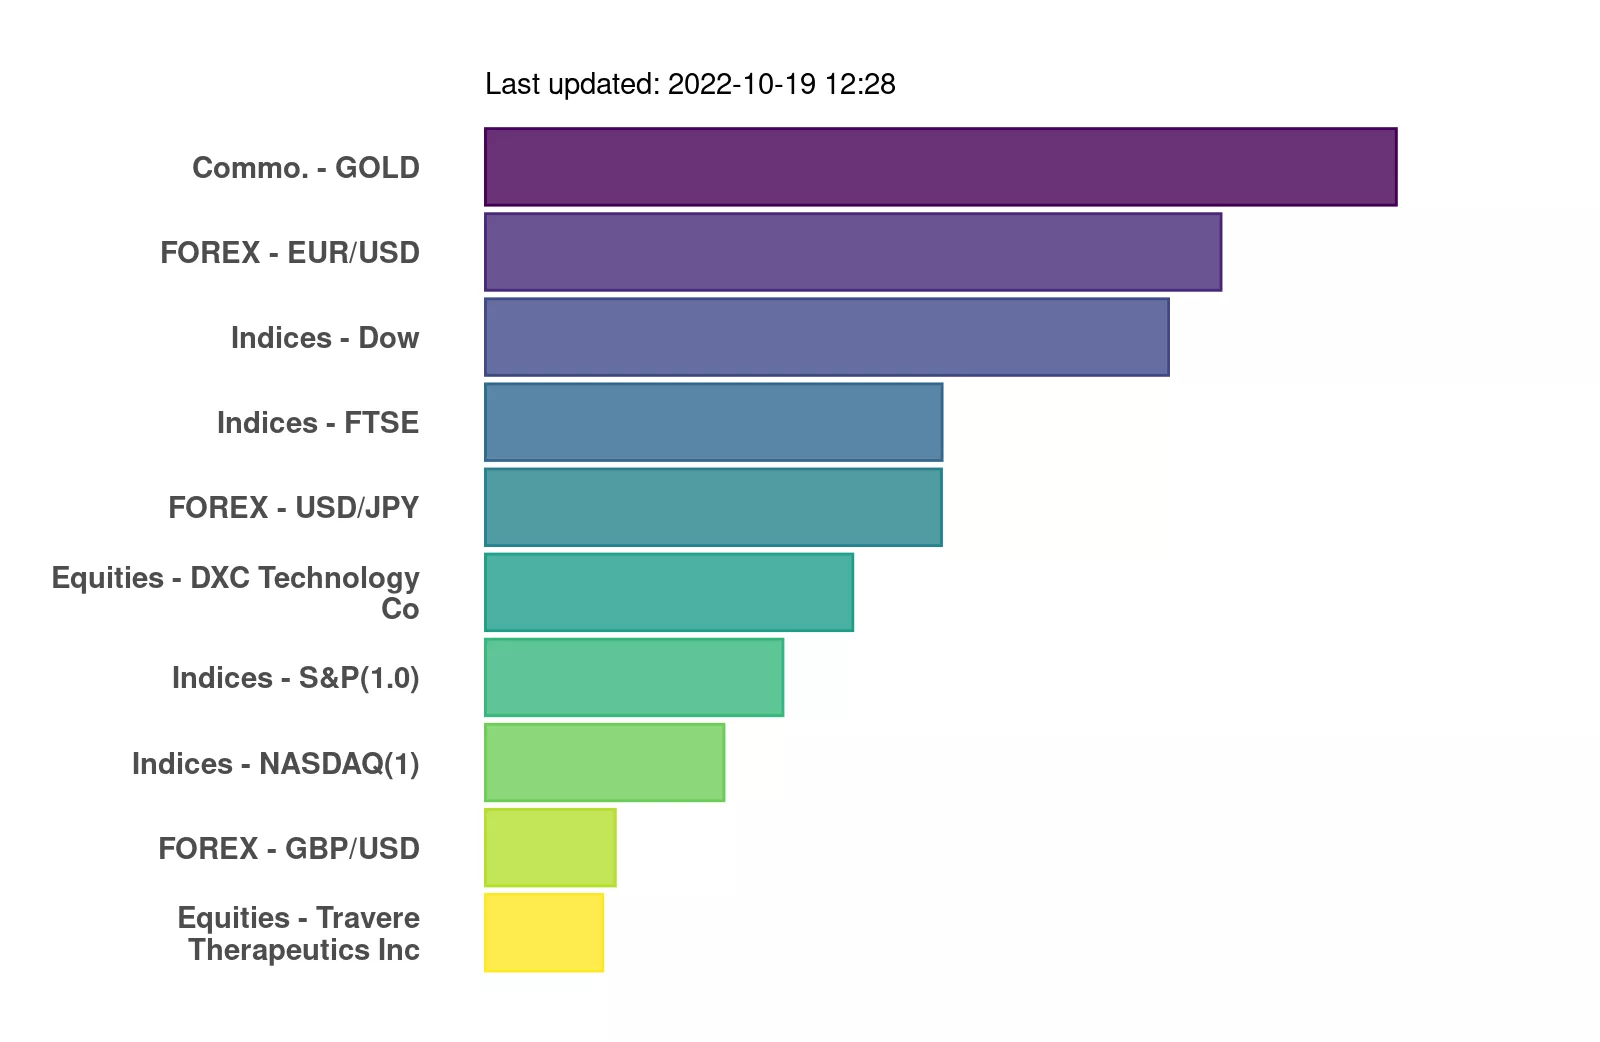 Last updated: 2022-10-19 12:28
Commo. - GOLD
FOREX - EUR/USD
Indices - Dow
Indices - FTSE
FOREX - USD/JPY
Equities - DXC Technology
Co
Indices - S&P(1.0)
Indices - NASDAQ(1)
FOREX - GBP/USD
Equities - Travere
Therapeutics Inc